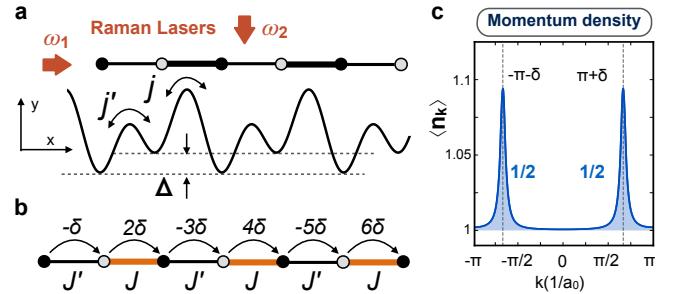 a
Raman Lasers
ω₁
ω₂
j'
j
y
x
Δ
b
-δ 2δ -3δ 4δ -5δ 6δ
J' J J' J J' J
c
Momentum density
⟨nₖ⟩
1.1
1.05
1
-π-δ
π+δ
1/2
1/2
-π -π/2 0 π/2 π
k(1/a₀)